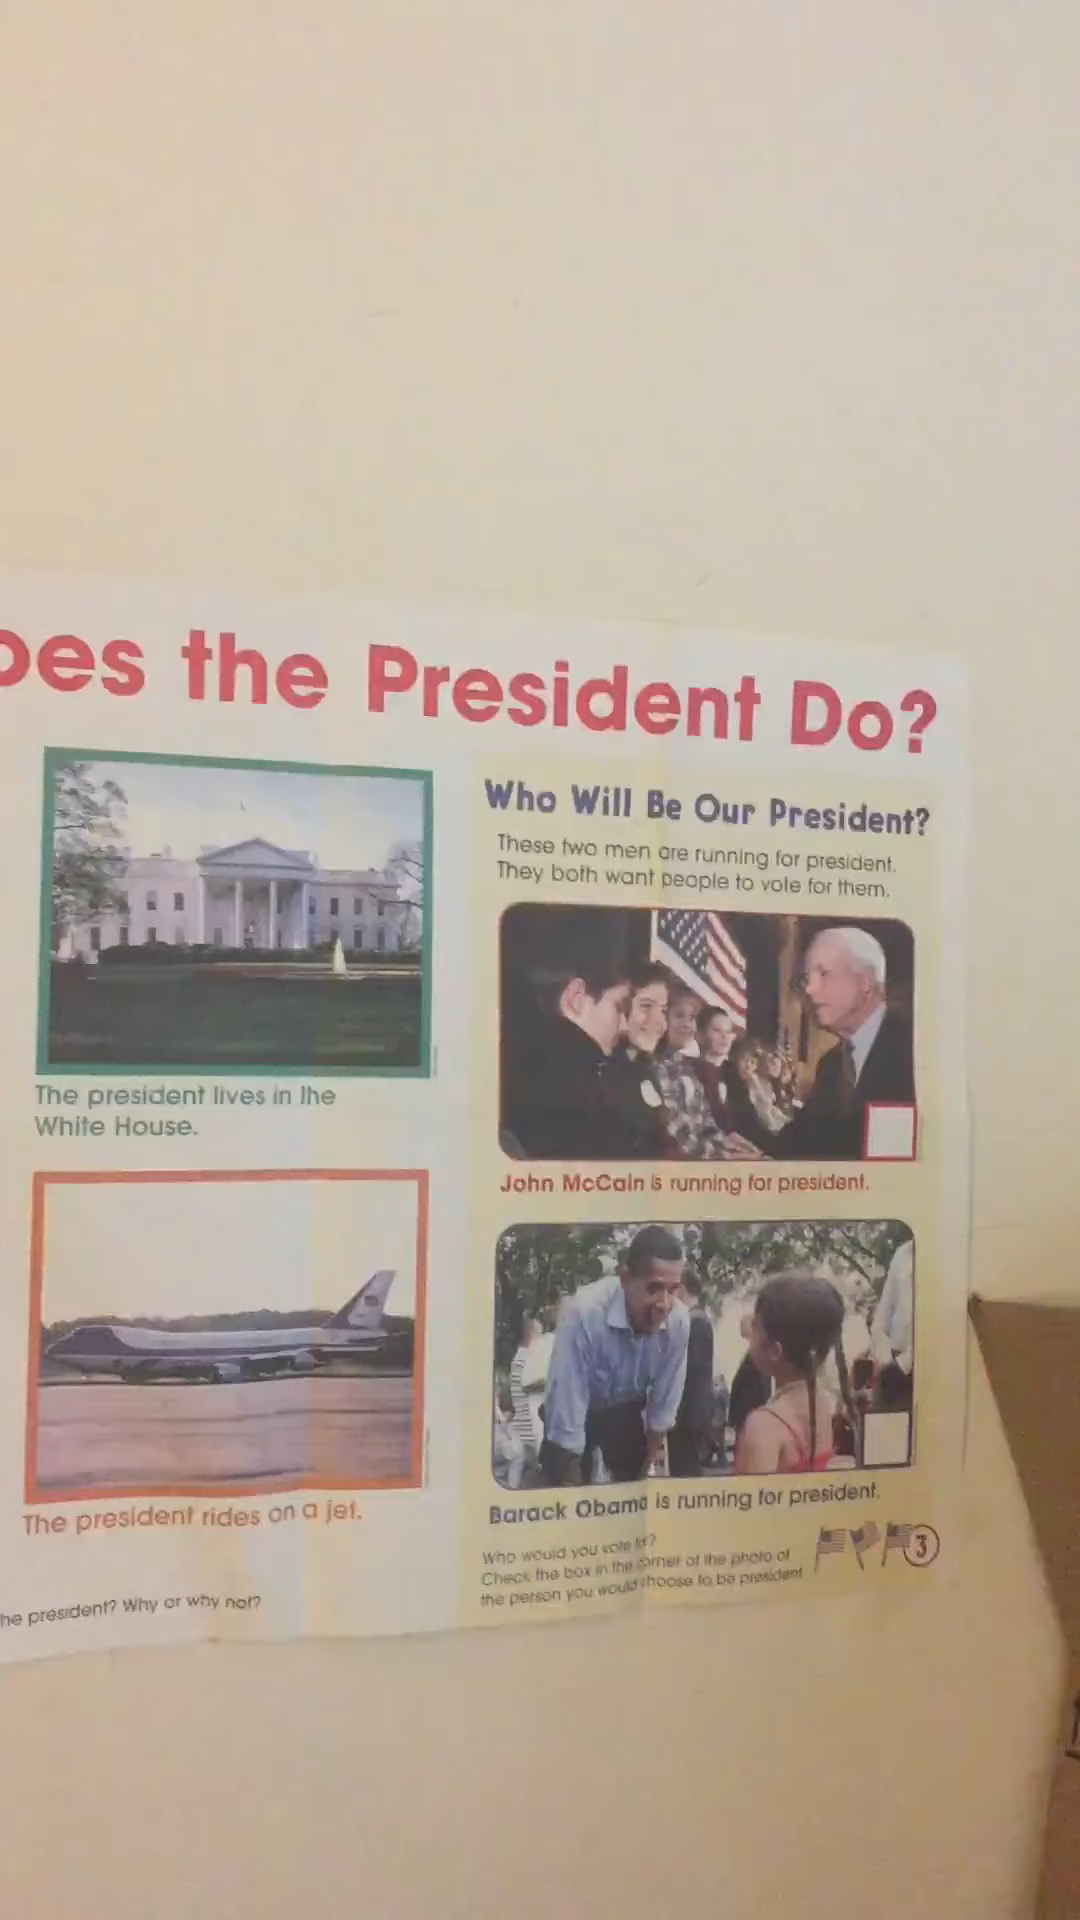 oes the President Do?
The president lives in the
White House.
The president rides on a jet.
he president? Why or why not?
Who Will Be Our President?
These two men are running for president.
They both want people to vote for them.
John McCain is running for president.
Barack Obama is running for president.
Who would you vote for?
Check the box in the corner of the photo of
the person you would choose to be president.
3